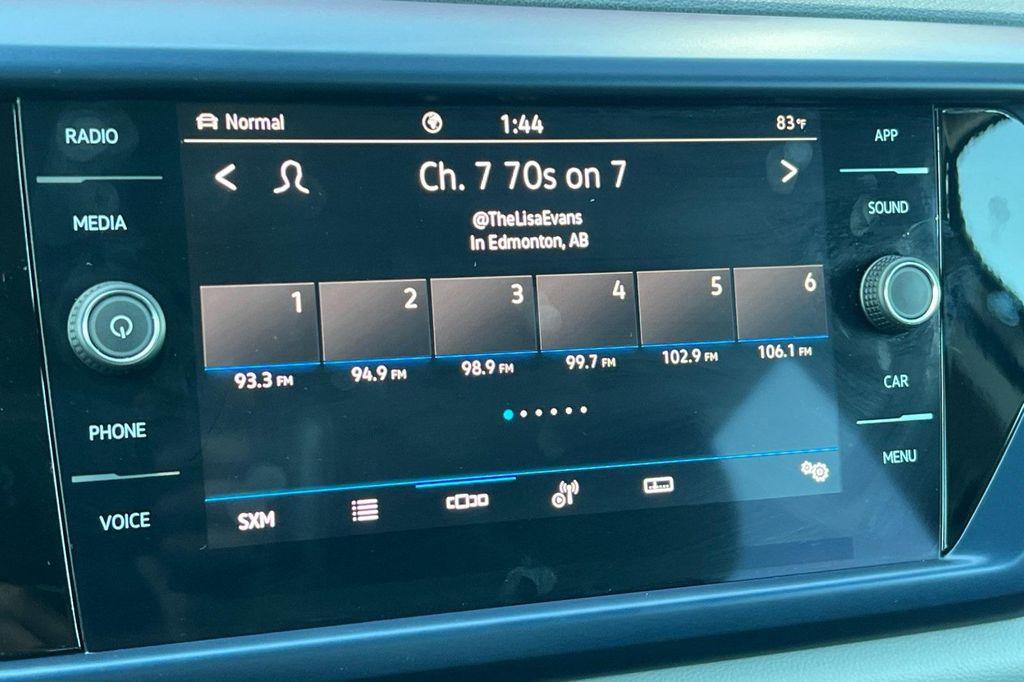 RADIO
MEDIA
PHONE
VOICE
Normal
1:44
83°F
Ch. 7 70s on 7
@TheLisaEvans
In Edmonton, AB
1 2 3 4 5 6
93.3 FM 94.9 FM 98.9 FM 99.7 FM 102.9 FM 106.1 FM
SXM
APP
SOUND
CAR
MENU